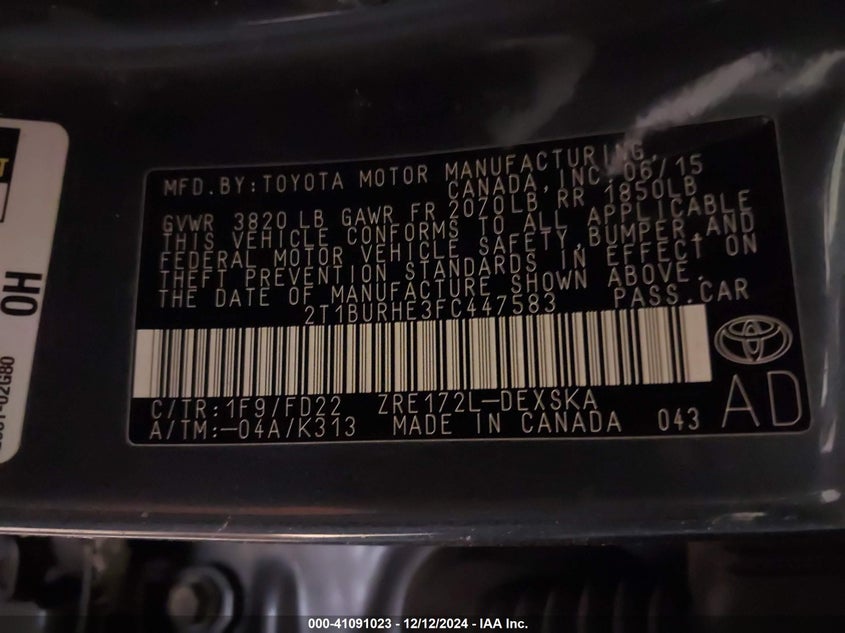 MFD.BY:TOYOTA MOTOR MANUFACTURING,
CANADA, INC. 06/15
GVWR 3820 LB GAWR FR 2070LB RR 1850LB
THIS VEHICLE CONFORMS TO ALL APPLICABLE
FEDERAL MOTOR VEHICLE SAFETY,BUMPER,AND
THEFT PREVENTION STANDARDS IN EFFECT ON
THE DATE OF MANUFACTURE SHOWN ABOVE.
2T1BURHE3FC447583 PASS.CAR
C/TR:1F9/FD22 ZRE172L-DEXSKA
A/TM:-04A/K313 MADE IN CANADA 043
AD
OH
000-41091023 - 12/12/2024 - IAA Inc.